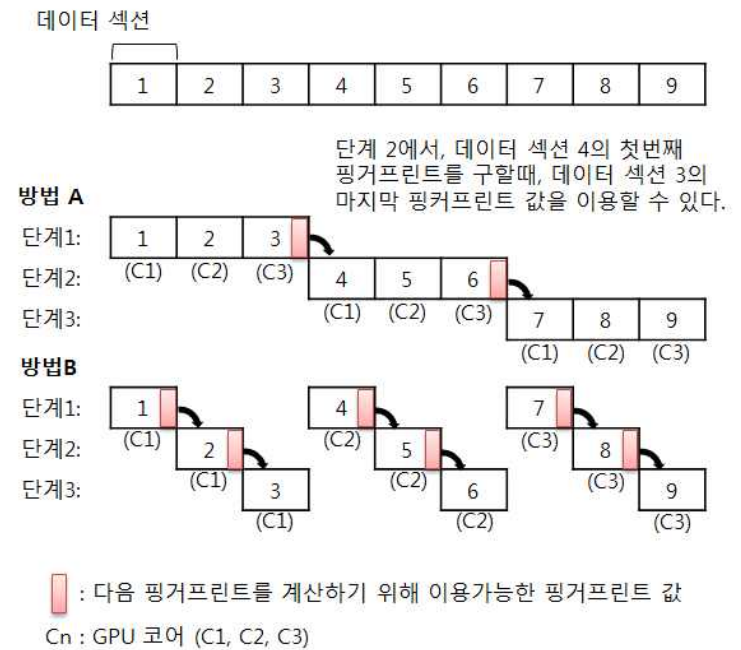 데이터 섹션
1 2 3 4 5 6 7 8 9
단계 2에서, 데이터 섹션 4의 첫번째
핑거프린트를 구할때, 데이터 섹션 3의
마지막 핑커프린트 값을 이용할 수 있다.
방법 A
단계1: 1 2 3
(C1) (C2) (C3)
단계2: 4 5 6
(C1) (C2) (C3)
단계3: 7 8 9
(C1) (C2) (C3)
방법B
단계1: 1 4 7
(C1) (C2) (C3)
단계2: 2 5 8
(C1) (C2) (C3)
단계3: 3 6 9
(C1) (C2) (C3)
: 다음 핑거프린트를 계산하기 위해 이용가능한 핑거프린트 값
Cn : GPU 코어 (C1, C2, C3)